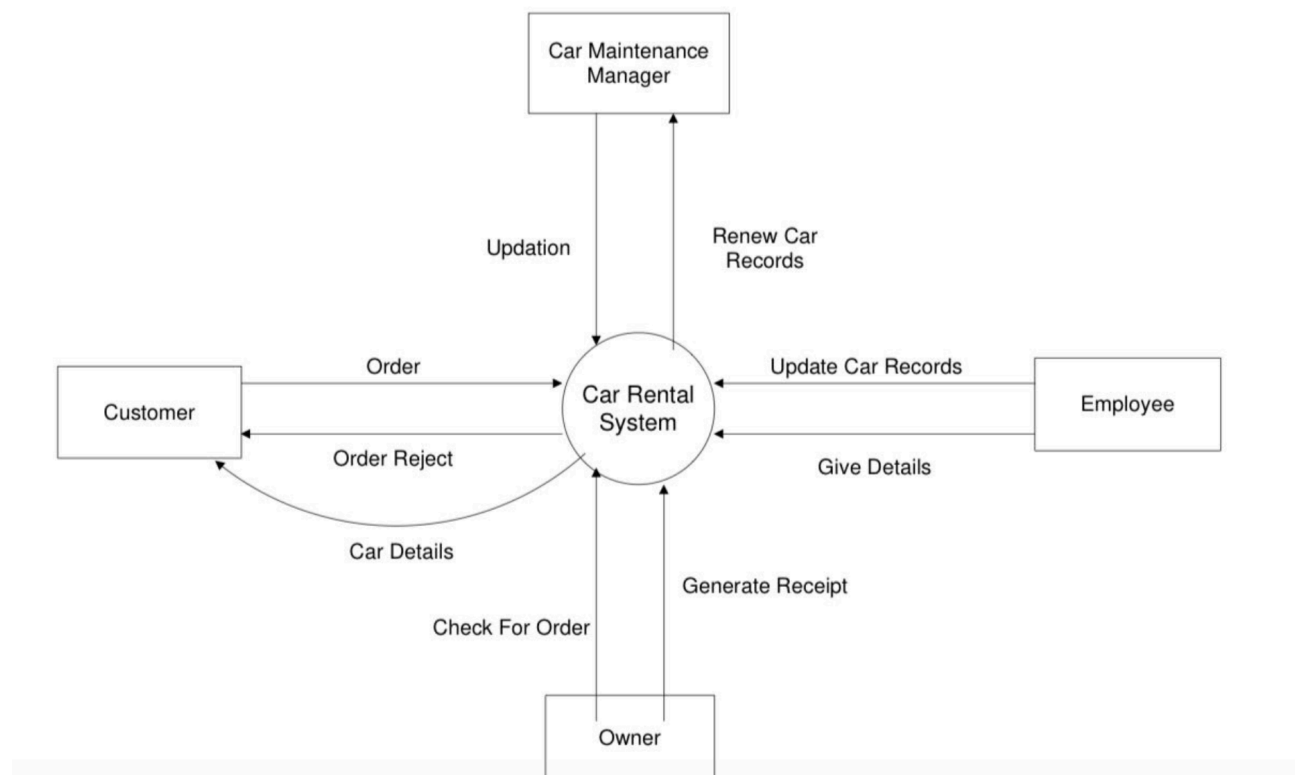 Car Maintenance
Manager
Updation
Renew Car
Records
Order
Update Car Records
Customer
Car Rental
System
Employee
Order Reject
Give Details
Car Details
Generate Receipt
Check For Order
Owner